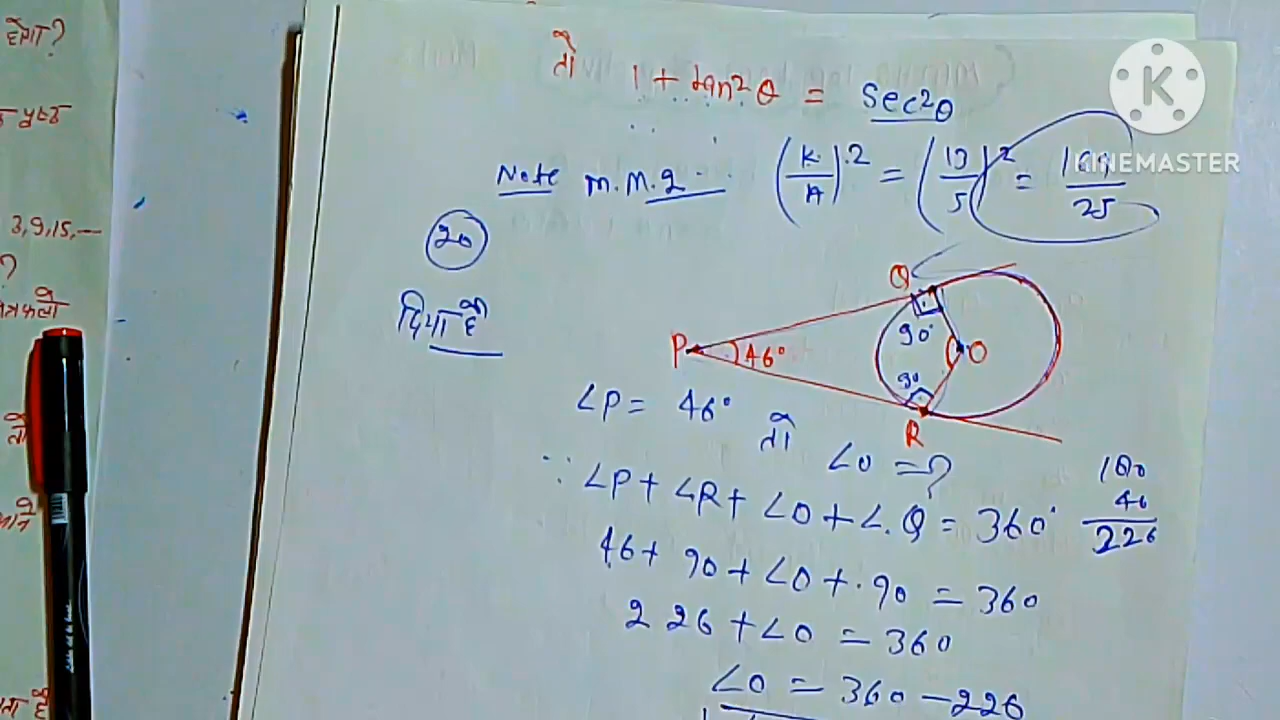 होगा?
3,9,15,---
?
तो
तो 1 + tan²θ = Sec²θ
Note m.m.g (K/A)² = (13/5)² = 169/25
KINEMASTER
20
दिया है
Q
P 46° 90° O
90
R
∠P = 46° तो
∠O = ?
∵ ∠P + ∠R + ∠O + ∠Q = 360°
180
46
226
46 + 90 + ∠O + 90 = 360
226 + ∠O = 360
∠O = 360 - 226